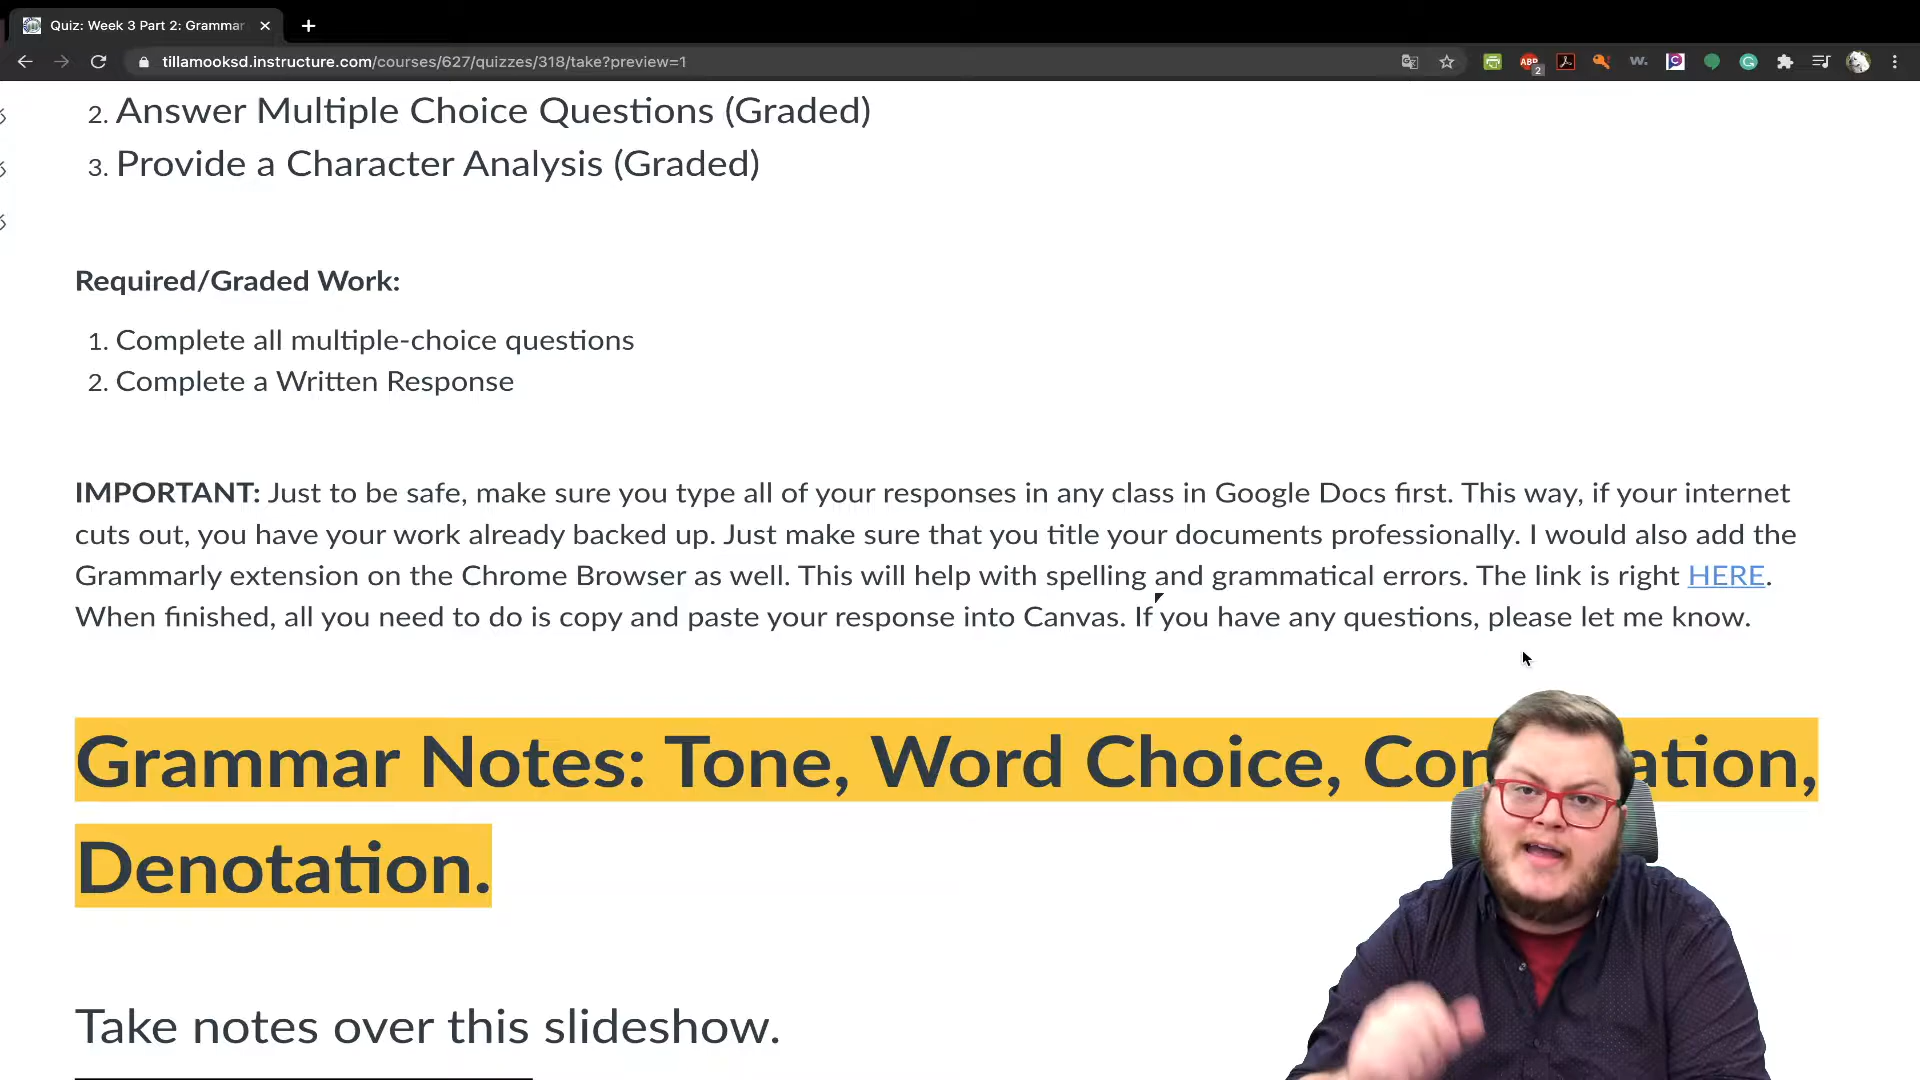 Quiz: Week 3 Part 2: Grammar
tillamooksd.instructure.com/courses/627/quizzes/318/take?preview=1
ABP
2
w.
2. Answer Multiple Choice Questions (Graded)
3. Provide a Character Analysis (Graded)
Required/Graded Work:
1. Complete all multiple-choice questions
2. Complete a Written Response
IMPORTANT: Just to be safe, make sure you type all of your responses in any class in Google Docs first. This way, if your internet
cuts out, you have your work already backed up. Just make sure that you title your documents professionally. I would also add the
Grammarly extension on the Chrome Browser as well. This will help with spelling and grammatical errors. The link is right HERE.
When finished, all you need to do is copy and paste your response into Canvas. If you have any questions, please let me know.
Grammar Notes: Tone, Word Choice,
Denotation.
Take notes over this slideshow.